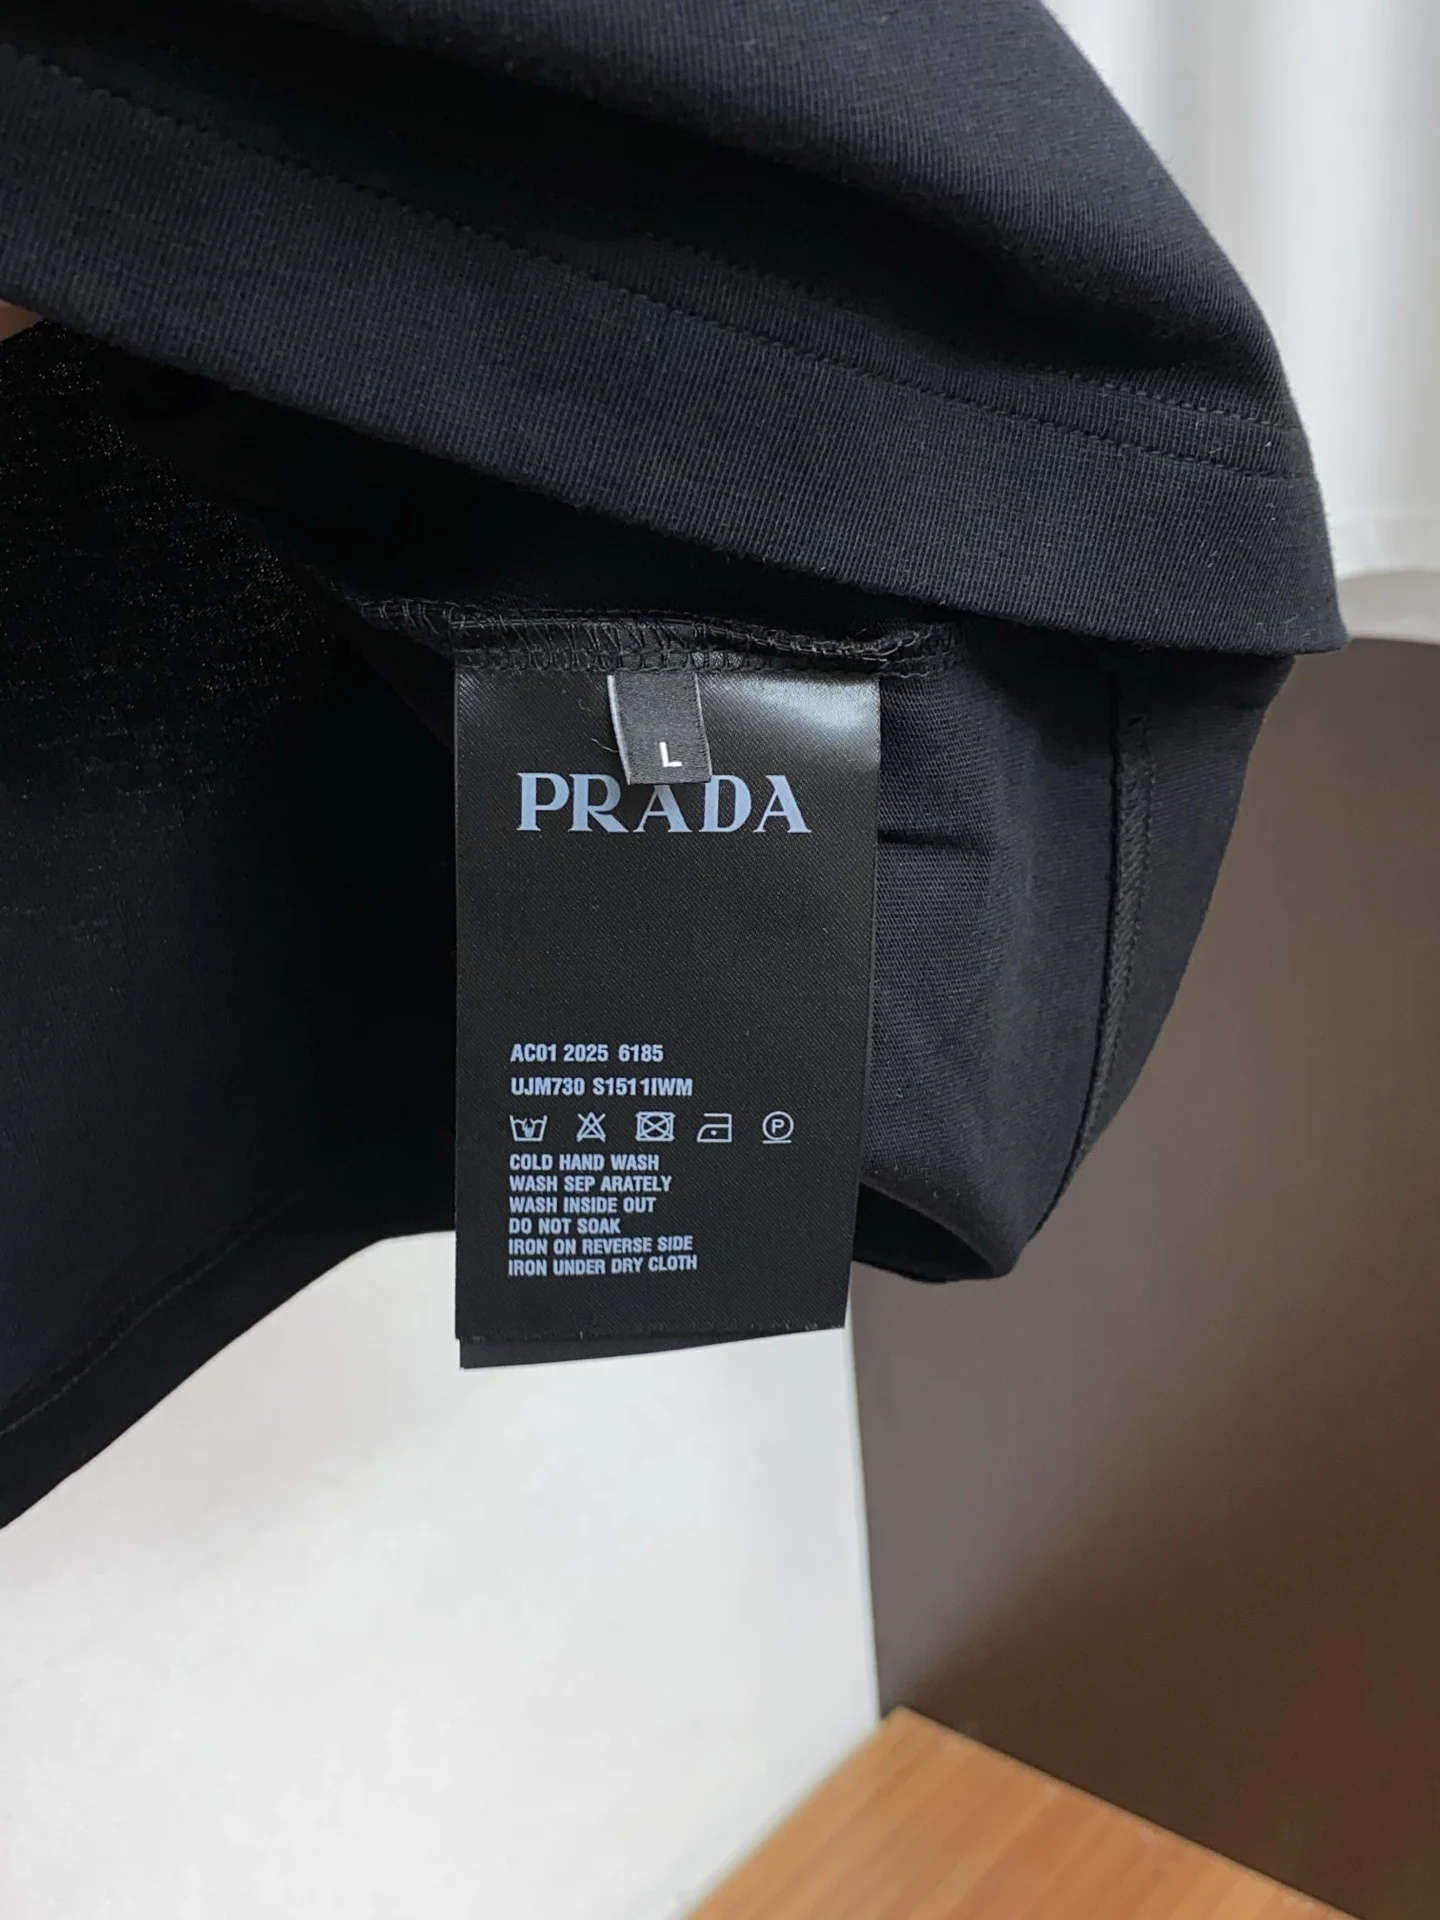 L
PRADA
AC01 2025 6185
UJM730 S1511IWM
P
COLD HAND WASH
WASH SEP ARATELY
WASH INSIDE OUT
DO NOT SOAK
IRON ON REVERSE SIDE
IRON UNDER DRY CLOTH